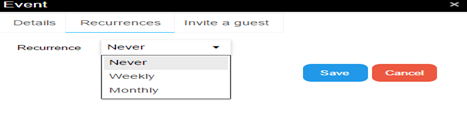 Event ×
Details Recurrences Invite a guest
Recurrence Never
Never
Weekly
Monthly
Save Cancel